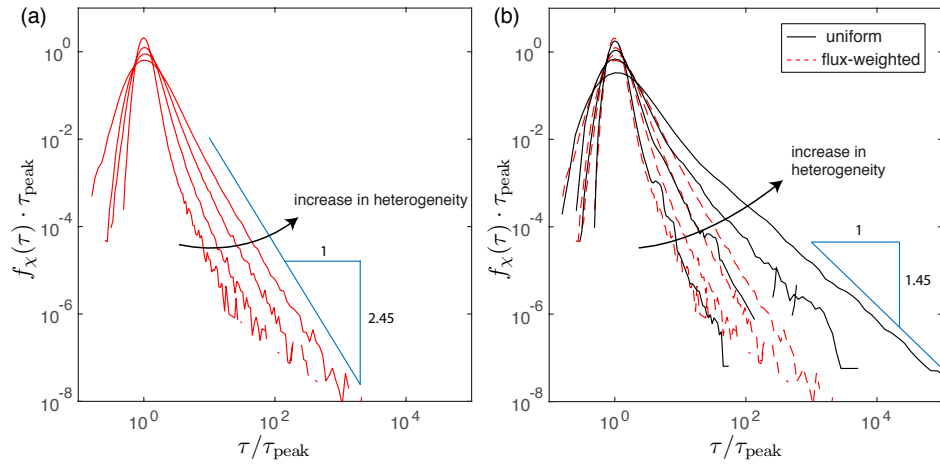 (a)
10^0
10^-2
10^-4
10^-6
10^-8
f_χ(τ) · τ_peak
increase in heterogeneity
1
2.45
10^0
10^2
10^4
τ/τ_peak
(b)
uniform
flux-weighted
10^0
10^-2
10^-4
10^-6
10^-8
f_χ(τ) · τ_peak
increase in
heterogeneity
1
1.45
10^0
10^2
10^4
τ/τ_peak